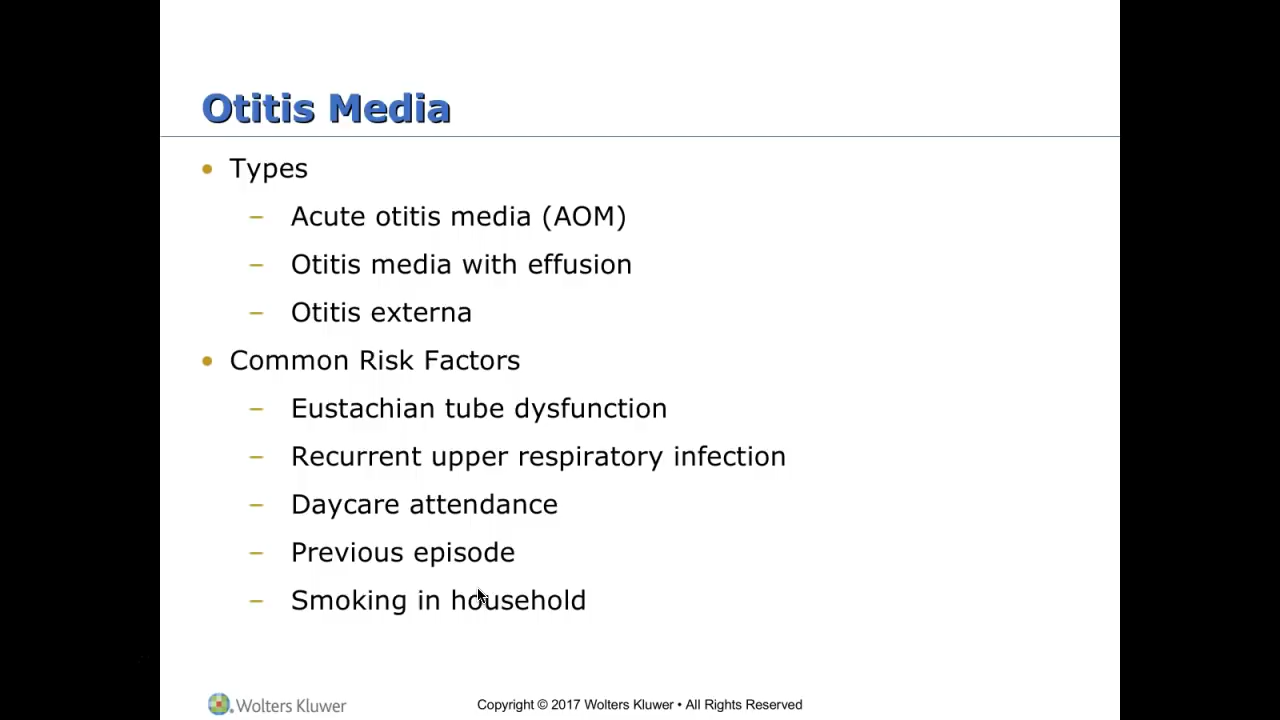 Otitis Media
• Types
– Acute otitis media (AOM)
– Otitis media with effusion
– Otitis externa
• Common Risk Factors
– Eustachian tube dysfunction
– Recurrent upper respiratory infection
– Daycare attendance
– Previous episode
– Smoking in household
Wolters Kluwer
Copyright © 2017 Wolters Kluwer • All Rights Reserved